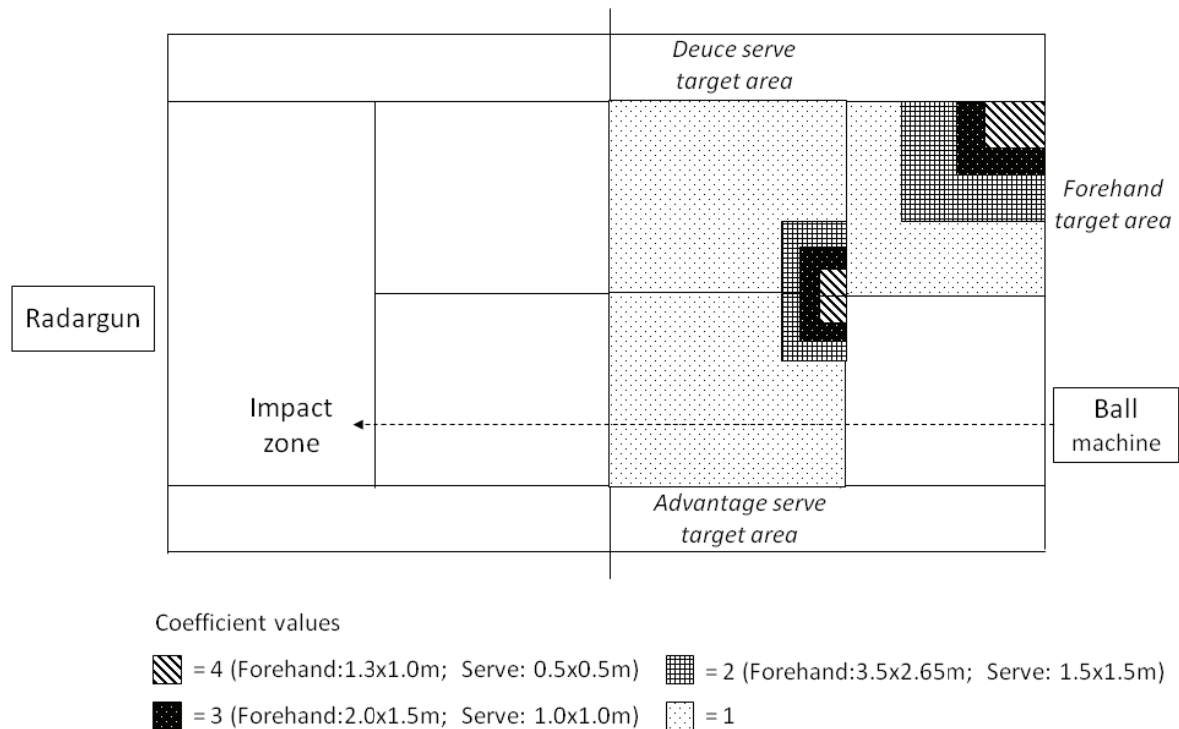 Deuce serve
target area
Forehand
target area
Radargun
Impact
zone
Ball
machine
Advantage serve
target area
Coefficient values
= 4 (Forehand:1.3x1.0m; Serve: 0.5x0.5m)
= 2 (Forehand:3.5x2.65m; Serve: 1.5x1.5m)
= 3 (Forehand:2.0x1.5m; Serve: 1.0x1.0m)
= 1